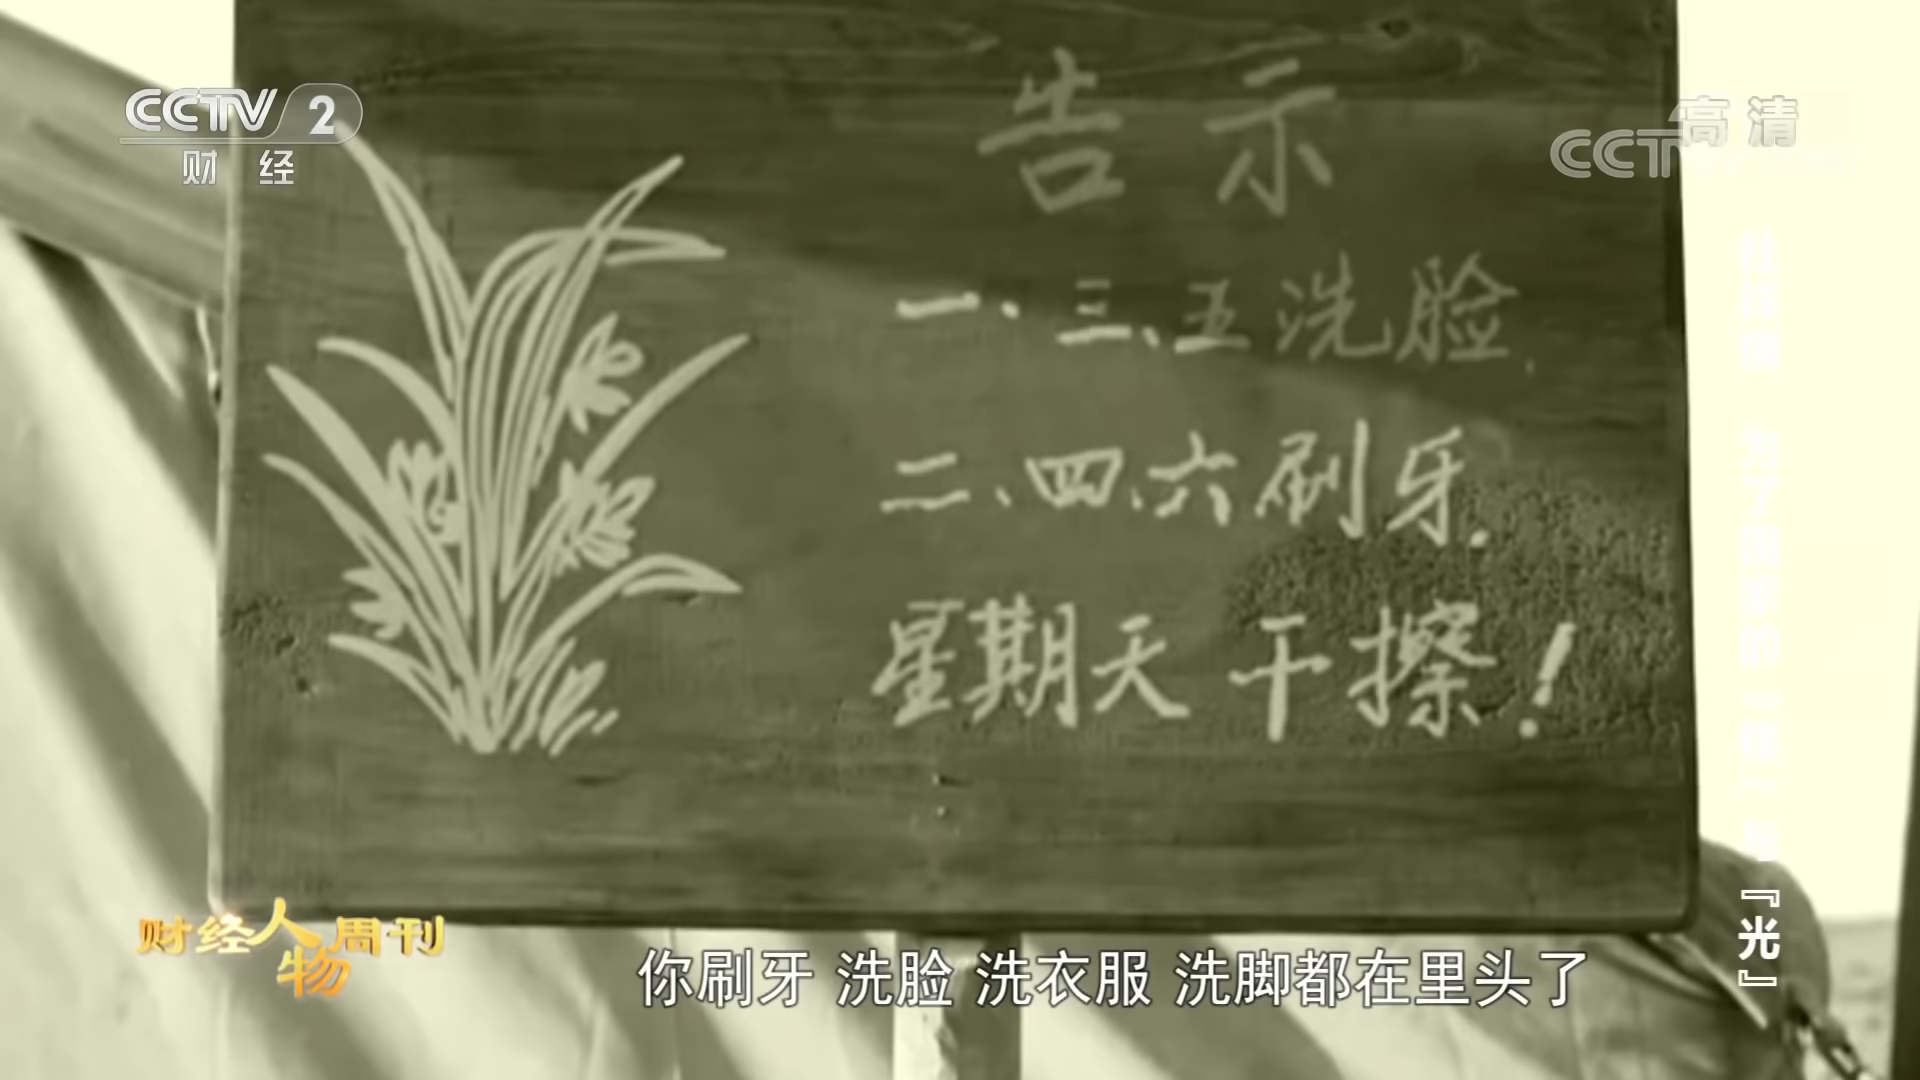 CCTV 2
财 经
高清
CCT
告示
一、三、五洗脸.
二、四、六刷牙.
星期天 干擦!
财经人物周刊
你刷牙 洗脸 洗衣服 洗脚都在里头了
『光』